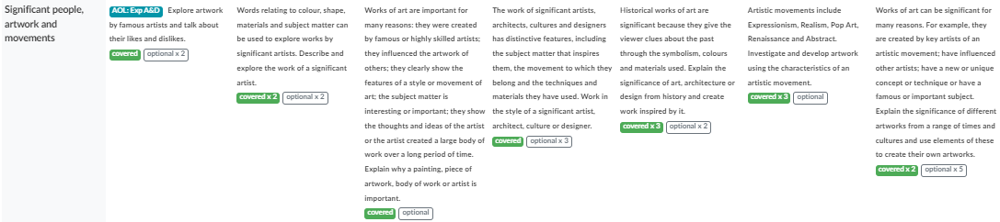 Significant people,
artwork and
movements
AOL: Exp A&D Explore artwork
by famous artists and talk about
their likes and dislikes.
covered optional x 2
Words relating to colour, shape,
materials and subject matter can
be used to explore works by
significant artists. Describe and
explore the work of a significant
artist.
covered x 2 optional x 2
Works of art are important for
many reasons: they were created
by famous or highly skilled artists;
they influenced the artwork of
others; they clearly show the
features of a style or movement of
art; the subject matter is
interesting or important; they show
the thoughts and ideas of the artist
or the artist created a large body of
work over a long period of time.
Explain why a painting, piece of
artwork, body of work or artist is
important.
covered optional
The work of significant artists,
architects, cultures and designers
has distinctive features, including
the subject matter that inspires
them, the movement to which they
belong and the techniques and
materials they have used. Work in
the style of a significant artist,
architect, culture or designer.
covered optional x 3
Historical works of art are
significant because they give the
viewer clues about the past
through the symbolism, colours
and materials used. Explain the
significance of art, architecture or
design from history and create
work inspired by it.
covered x 3 optional x 2
Artistic movements include
Expressionism, Realism, Pop Art,
Renaissance and Abstract.
Investigate and develop artwork
using the characteristics of an
artistic movement.
covered x 3 optional
Works of art can be significant for
many reasons. For example, they
are created by key artists of an
artistic movement; have influenced
other artists; have a new or unique
concept or technique or have a
famous or important subject.
Explain the significance of different
artworks from a range of times and
cultures and use elements of these
to create their own artworks.
covered x 2 optional x 5